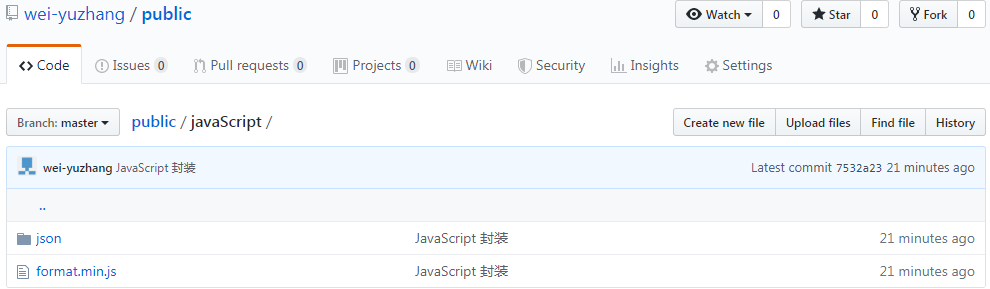 wei-yuzhang / public Watch 0 Star 0 Fork 0
Code Issues 0 Pull requests 0 Projects 0 Wiki Security Insights Settings
Branch: master public / javaScript / Create new file Upload files Find file History
wei-yuzhang JavaScript 封装 Latest commit 7532a23 21 minutes ago
..
json JavaScript 封装 21 minutes ago
format.min.js JavaScript 封装 21 minutes ago